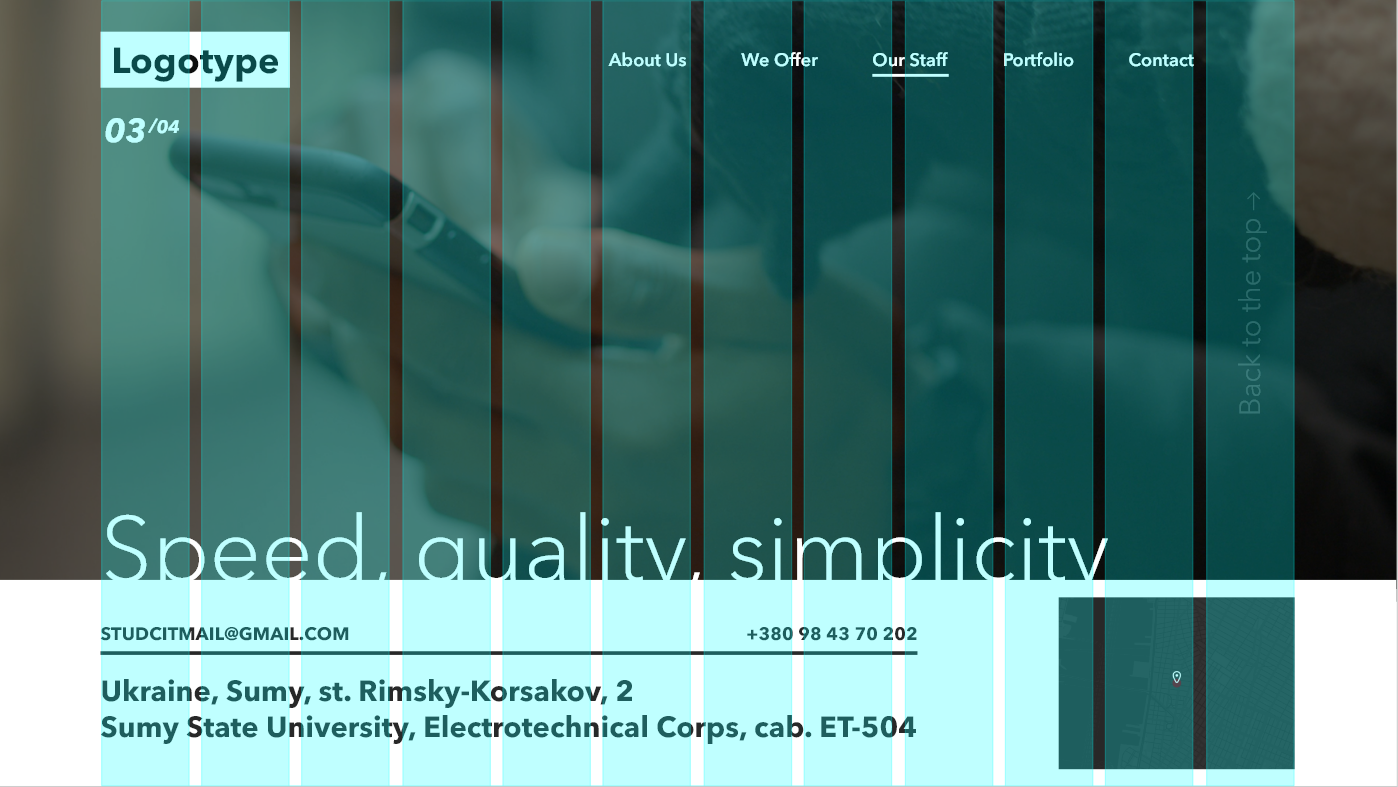 Logotype
About Us
We Offer
Our Staff
Portfolio
Contact
03/04
Back to the top →
Speed, quality, simplicity
STUDCITMAIL@GMAIL.COM
+380 98 43 70 202
Ukraine, Sumy, st. Rimsky-Korsakov, 2
Sumy State University, Electrotechnical Corps, cab. ET-504